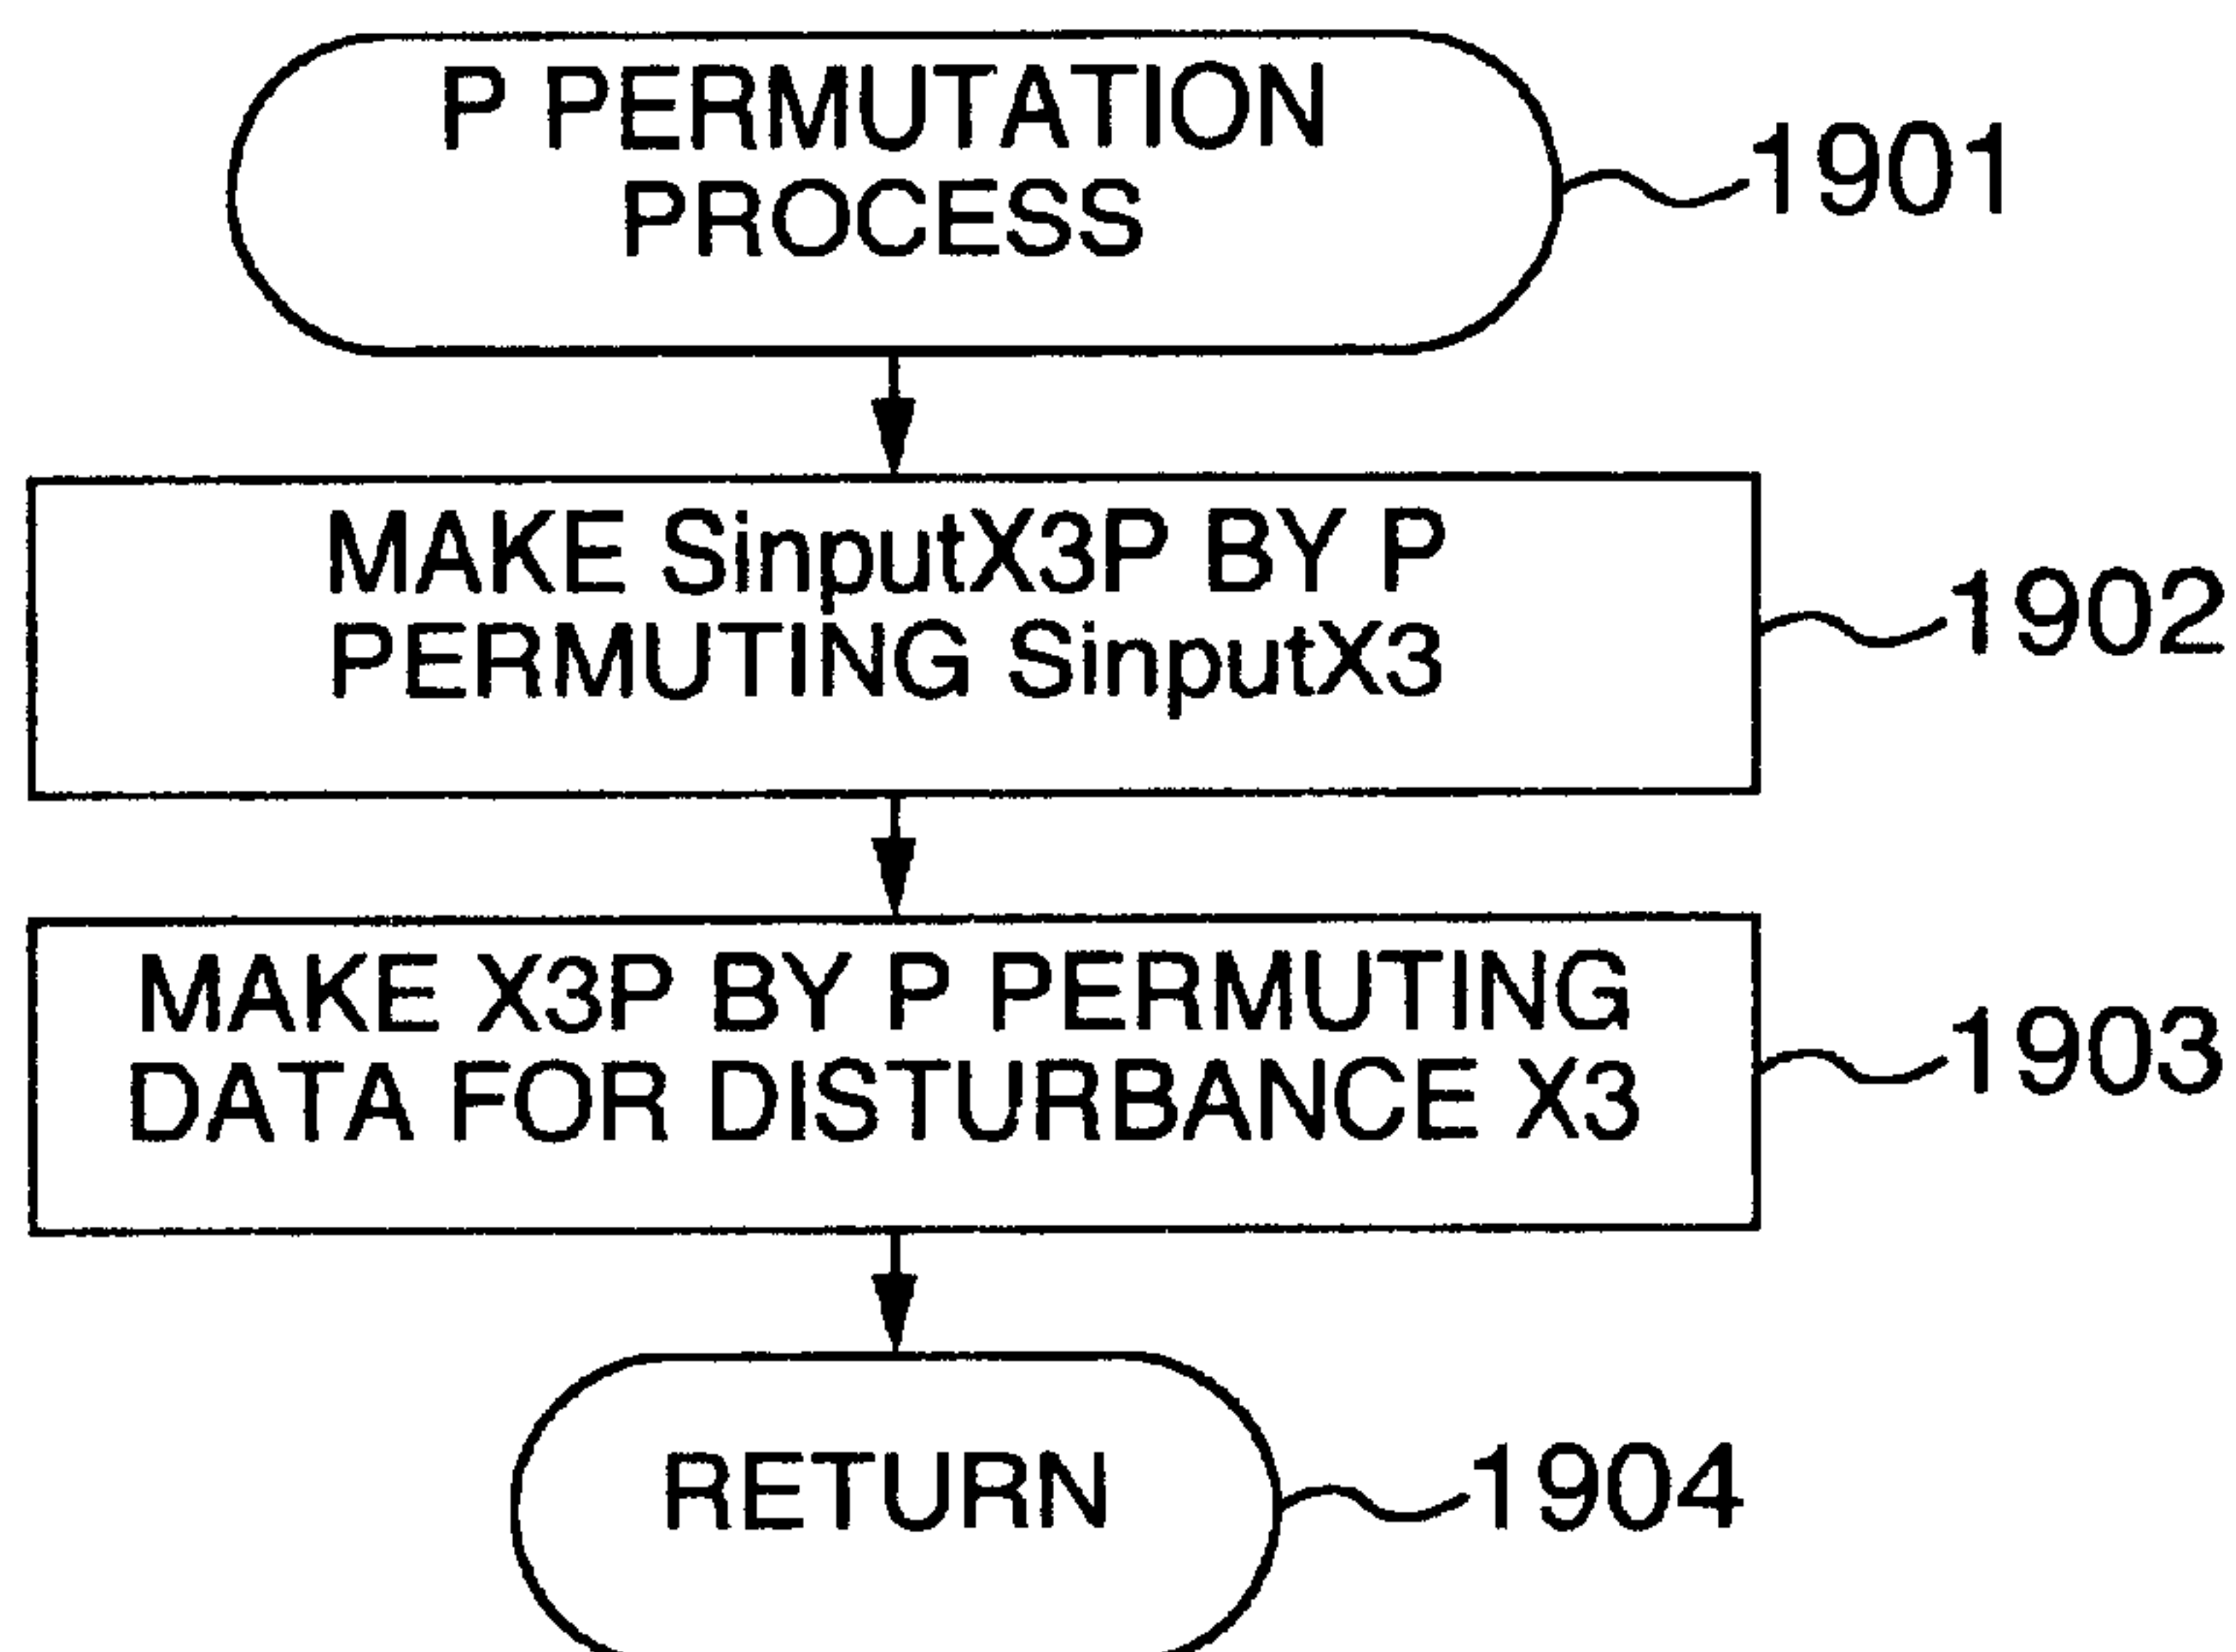 P PERMUTATION
PROCESS
1901
MAKE SinputX3P BY P
PERMUTING SinputX3
1902
MAKE X3P BY P PERMUTING
DATA FOR DISTURBANCE X3
1903
RETURN
1904